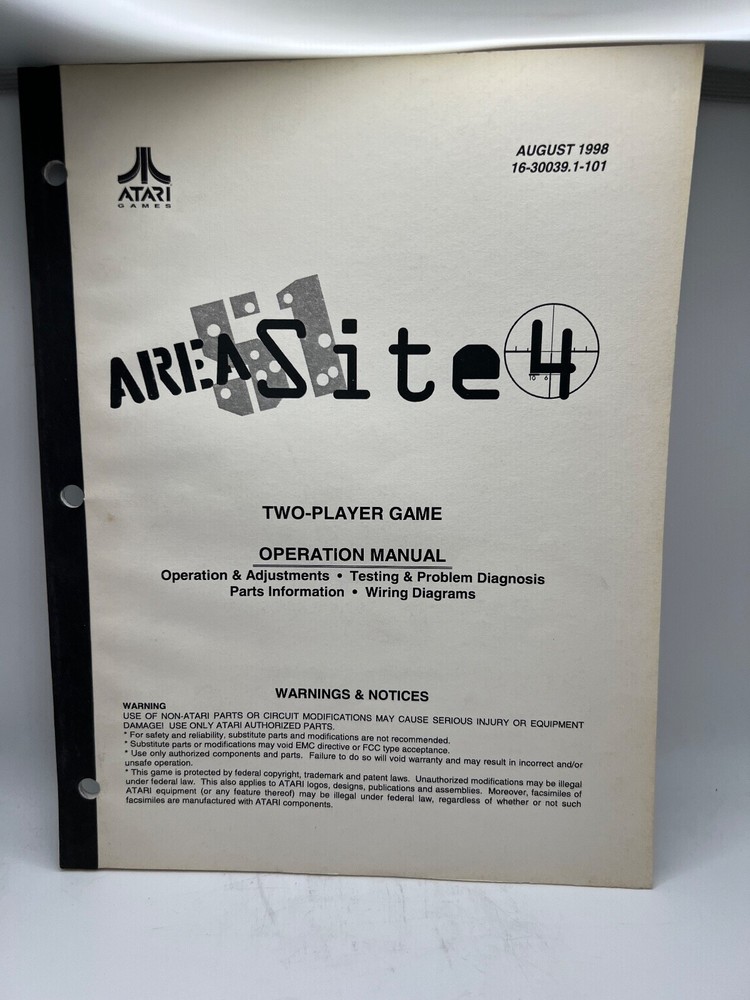 ATARI
GAMES
AUGUST 1998
16-30039.1-101
AREA 51 Site 4
10 6
TWO-PLAYER GAME
OPERATION MANUAL
Operation & Adjustments • Testing & Problem Diagnosis
Parts Information • Wiring Diagrams
WARNINGS & NOTICES
WARNING
USE OF NON-ATARI PARTS OR CIRCUIT MODIFICATIONS MAY CAUSE SERIOUS INJURY OR EQUIPMENT
DAMAGE! USE ONLY ATARI AUTHORIZED PARTS.
* For safety and reliability, substitute parts and modifications are not recommended.
* Substitute parts or modifications may void EMC directive or FCC type acceptance.
* Use only authorized components and parts. Failure to do so will void warranty and may result in incorrect and/or
unsafe operation.
* This game is protected by federal copyright, trademark and patent laws. Unauthorized modifications may be illegal
under federal law. This also applies to ATARI logos, designs, publications and assemblies. Moreover, facsimiles of
ATARI equipment (or any feature thereof) may be illegal under federal law, regardless of whether or not such
facsimiles are manufactured with ATARI components.